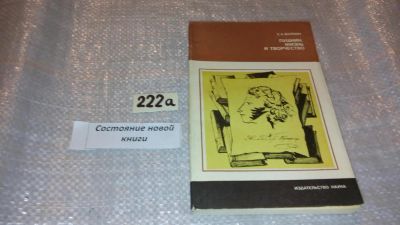 ПУШКИН.
ЖИЗНЬ
И ТВОРЧЕСТВО
222а
Состояние новой
книги
ИЗДАТЕЛЬСТВО НАУКА